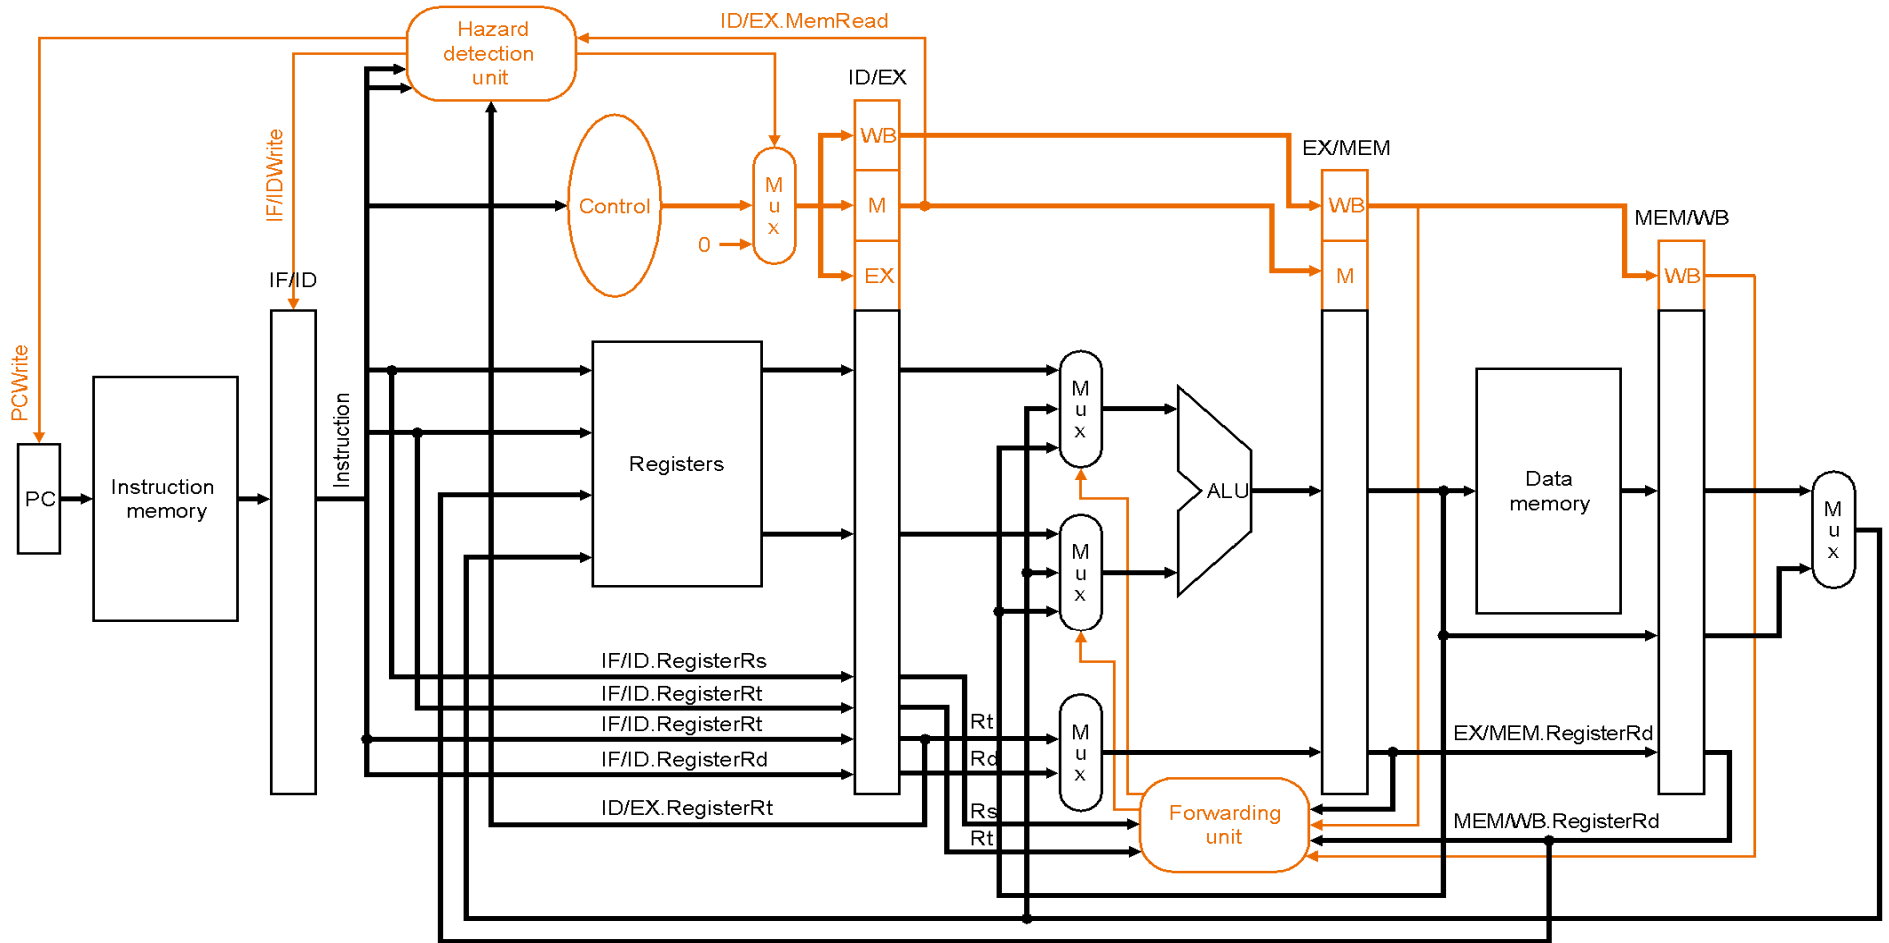 Hazard
detection
unit
ID/EX.MemRead
ID/EX
WB
M
EX
EX/MEM
WB
M
MEM/WB
WB
Control
0
M
u
x
IF/IDWrite
PCWrite
IF/ID
Instruction
PC
Instruction
memory
Registers
M
u
x
M
u
x
ALU
Data
memory
M
u
x
IF/ID.RegisterRs
IF/ID.RegisterRt
IF/ID.RegisterRt
IF/ID.RegisterRd
ID/EX.RegisterRt
Rt
Rd
Rs
Rt
M
u
x
Forwarding
unit
EX/MEM.RegisterRd
MEM/WB.RegisterRd